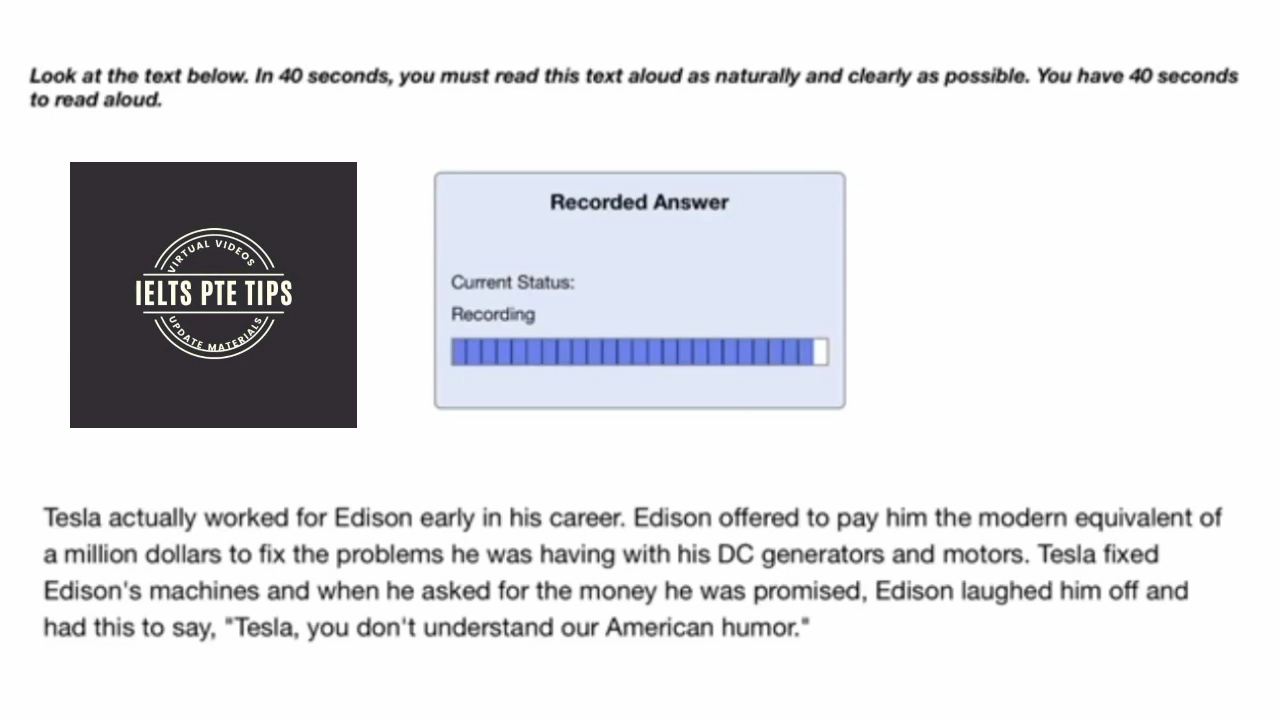 Look at the text below. In 40 seconds, you must read this text aloud as naturally and clearly as possible. You have 40 seconds
to read aloud.
VIRTUAL VIDEOS
IELTS PTE TIPS
UPDATE MATERIALS
Recorded Answer
Current Status:
Recording
Tesla actually worked for Edison early in his career. Edison offered to pay him the modern equivalent of
a million dollars to fix the problems he was having with his DC generators and motors. Tesla fixed
Edison's machines and when he asked for the money he was promised, Edison laughed him off and
had this to say, "Tesla, you don't understand our American humor."